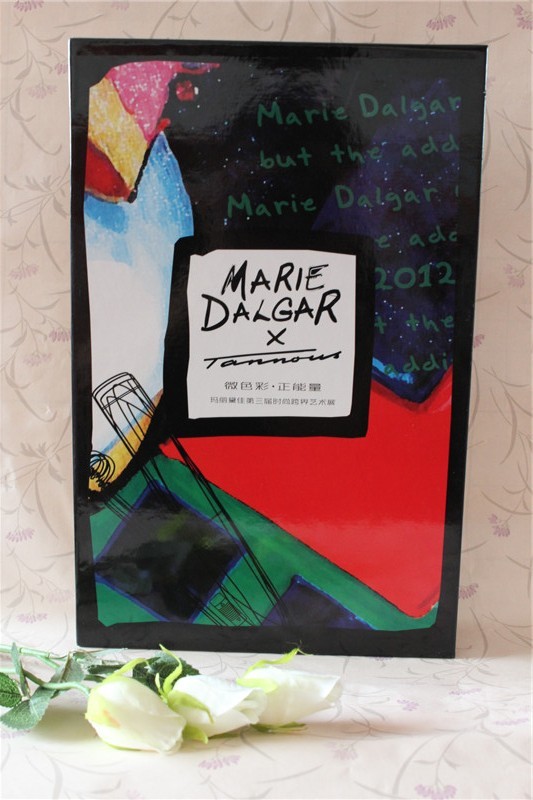 Marie Dalgar
but the add
Marie Dalgar
e add
2012
t the
addi
MARIE
DALGAR
X
Tannous
微色彩·正能量
玛丽黛佳第三届时尚跨界艺术展